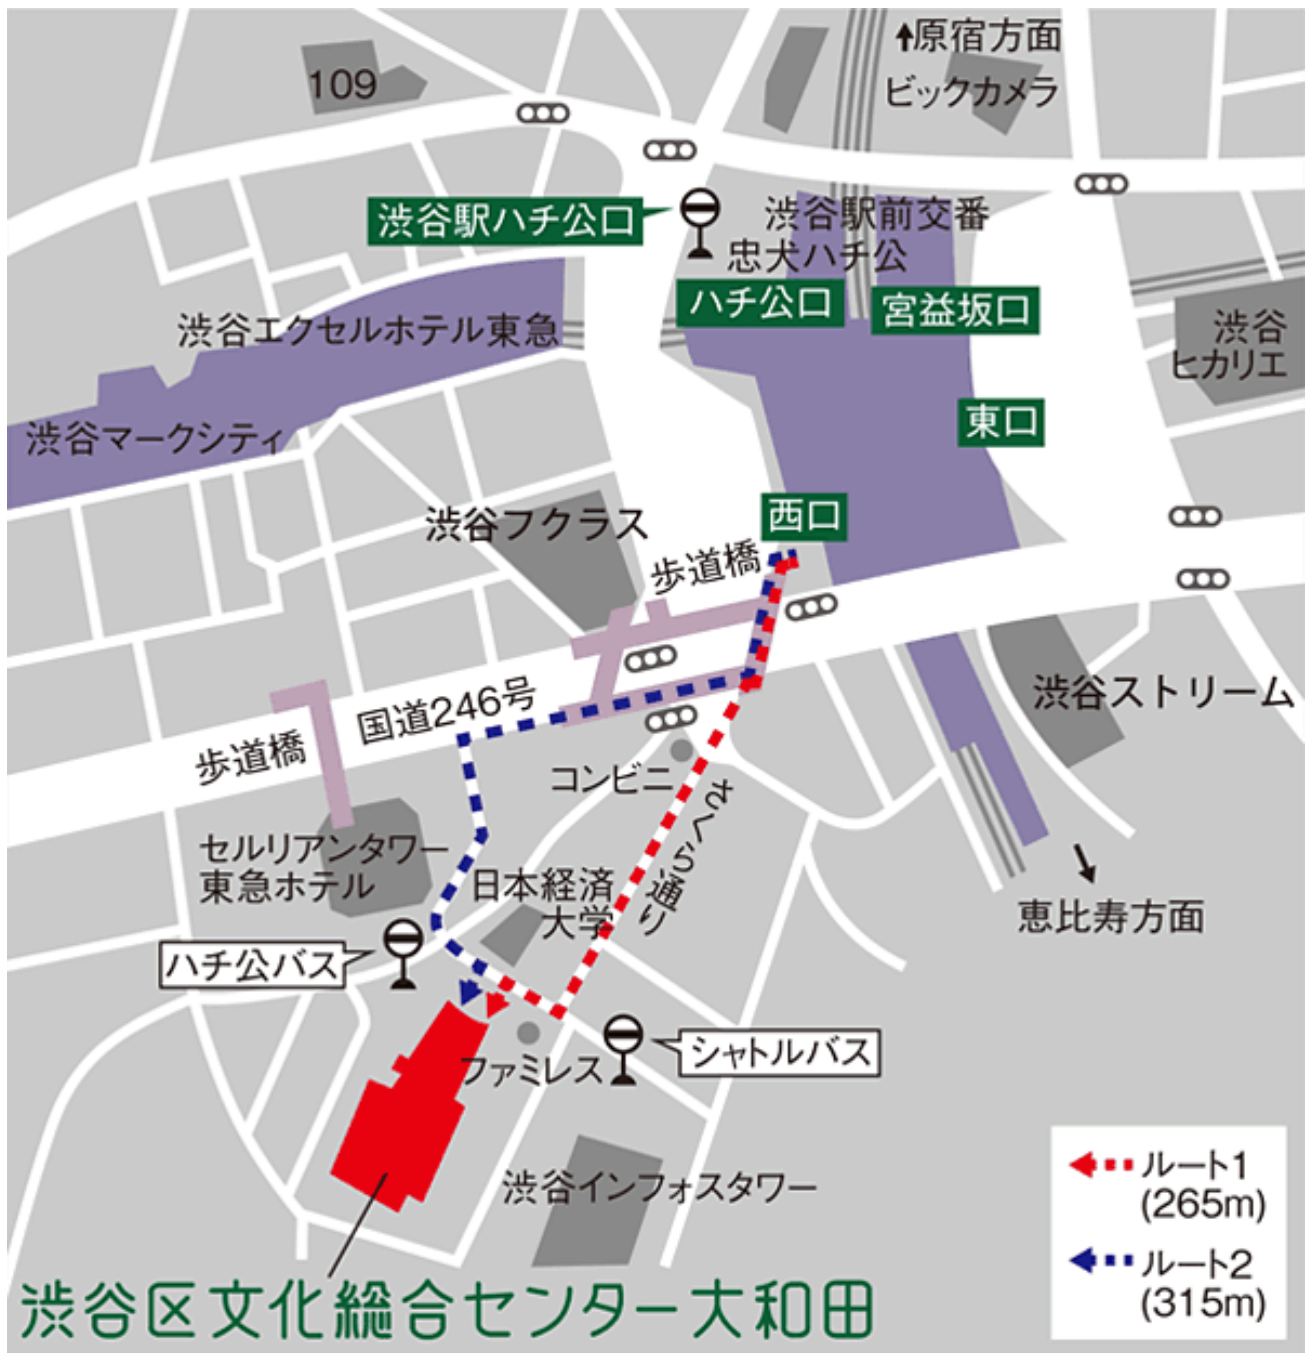 ↑原宿方面
109
ビックカメラ
渋谷駅ハチ公口
渋谷駅前交番
忠犬ハチ公
ハチ公口
宮益坂口
渋谷エクセルホテル東急
渋谷
ヒカリエ
東口
渋谷マークシティ
西口
渋谷フクラス
歩道橋
国道246号
渋谷ストリーム
歩道橋
コンビニ
さくら通り
セルリアンタワー
東急ホテル
日本経済
大学
恵比寿方面
ハチ公バス
シャトルバス
ファミレス
渋谷インフォスタワー
ルート1
(265m)
ルート2
(315m)
渋谷区文化総合センター大和田